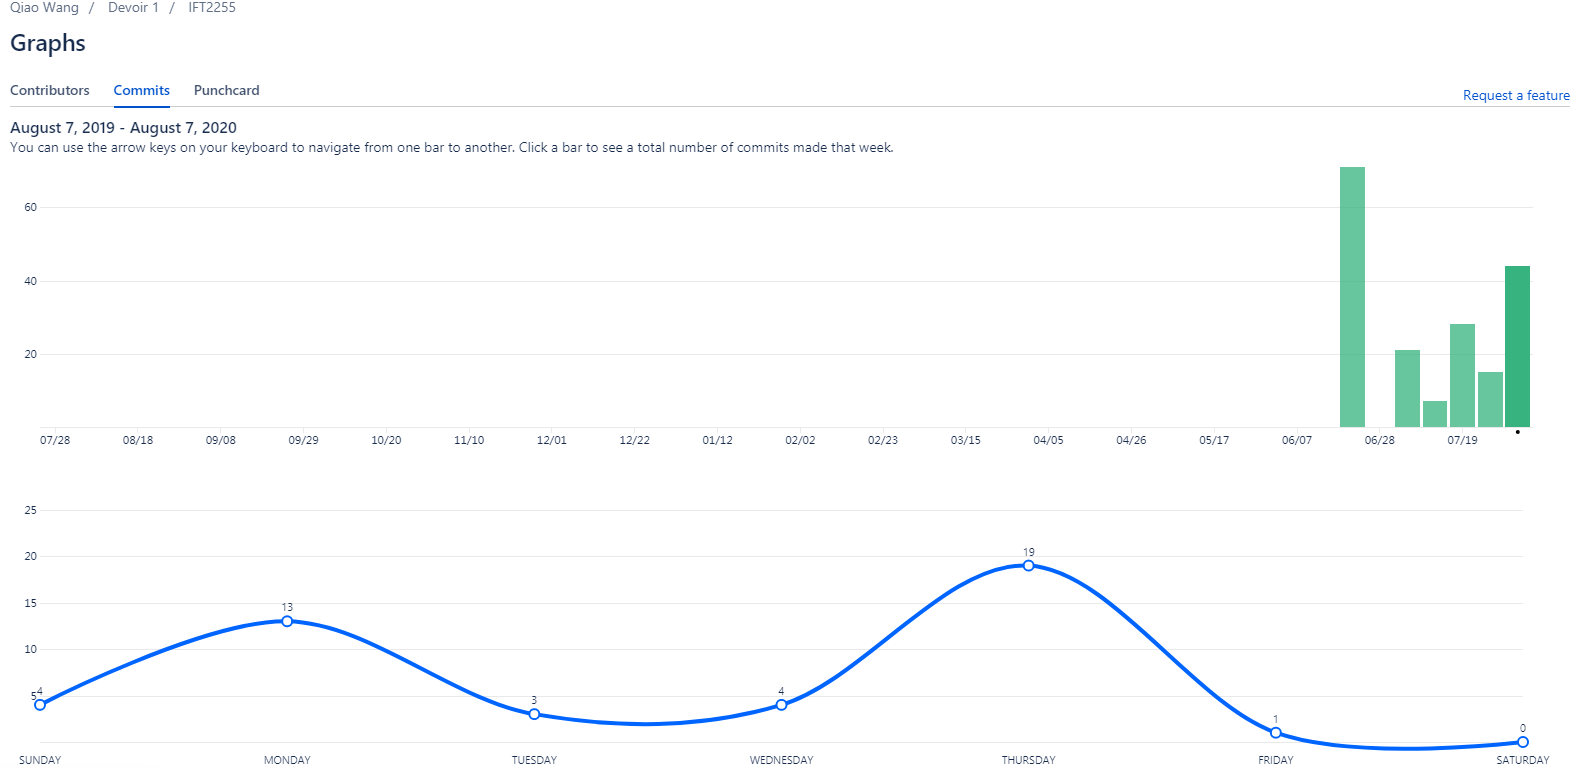 Qiao Wang / Devoir 1 / IFT2255
Graphs
Contributors Commits Punchcard
Request a feature
August 7, 2019 - August 7, 2020
You can use the arrow keys on your keyboard to navigate from one bar to another. Click a bar to see a total number of commits made that week.
60
40
20
07/28 08/18 09/08 09/29 10/20 11/10 12/01 12/22 01/12 02/02 02/23 03/15 04/05 04/26 05/17 06/07 06/28 07/19
25
20
19
15
13
10
5
4
3
4
1
0
SUNDAY MONDAY TUESDAY WEDNESDAY THURSDAY FRIDAY SATURDAY